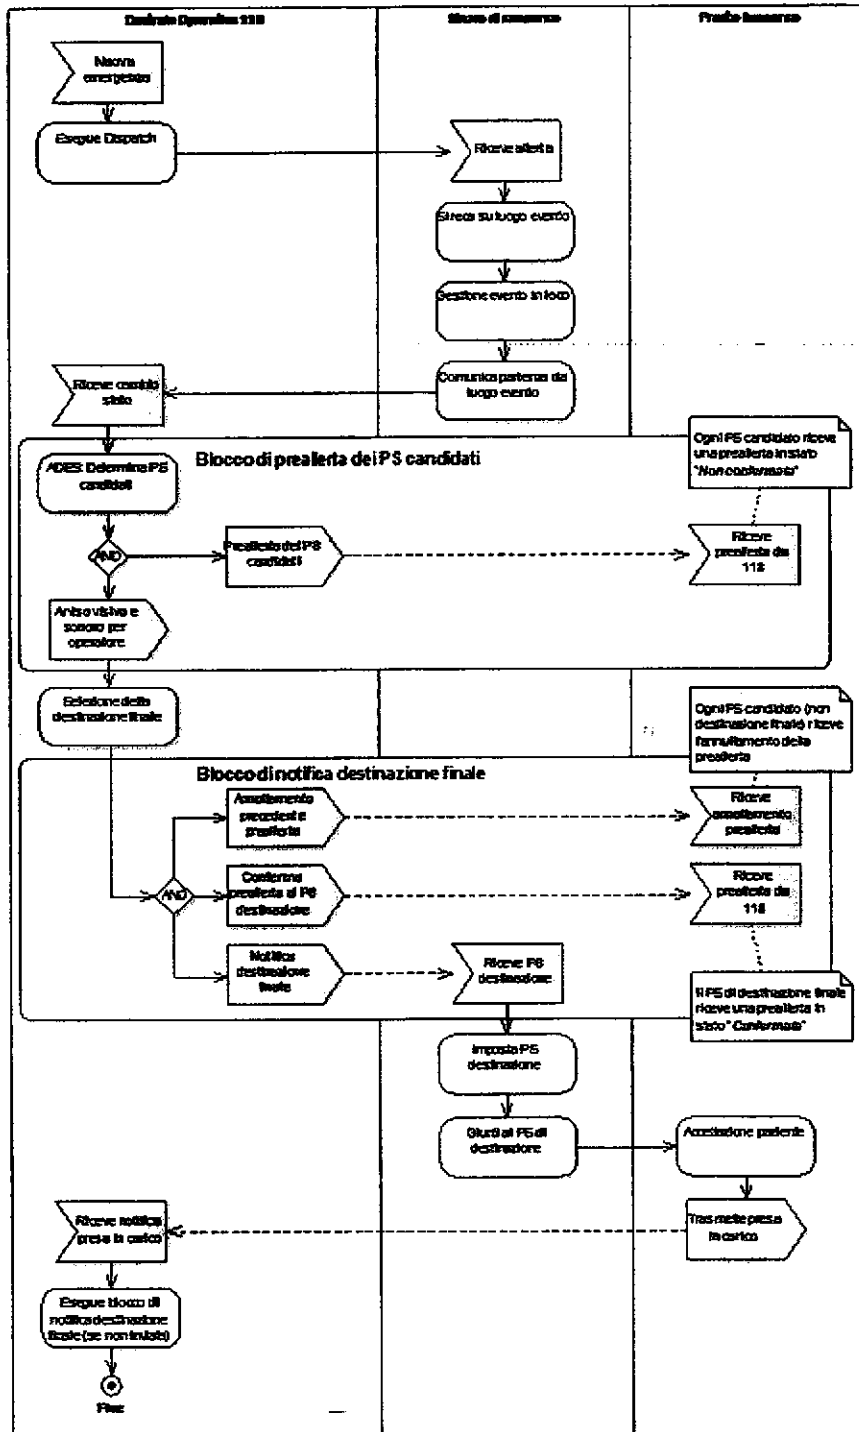 Centrale Operativa 118
Mezzo di soccorso
Pronto Soccorso
Nuova
emergenza
Esegue Dispatch
Riceve allerta
Si reca su luogo evento
Gestione evento in loco
Comunica partenza da
luogo evento
Riceve cambio
stato
Blocco di preallerta dei PS candidati
Ogni PS candidato riceve
una preallerta in stato
"Non confermata"
ADES: Determina PS
candidati
AND
Preallerta dei PS
candidati
Riceve
preallerta da
118
Avviso visivo e
sonoro per
operatore
Selezione della
destinazione finale
Ogni PS candidato (non
destinazione finale) riceve
l'annullamento della
preallerta
Blocco di notifica destinazione finale
Annullamento
precedente
preallerta
Riceve
annullamento
preallerta
AND
Conferma
preallerta al PS
destinazione
Riceve
preallerta da
118
Notifica
destinazione
finale
Riceve PS
destinazione
Il PS di destinazione finale
riceve una preallerta in
stato "Confermata"
Imposta PS
destinazione
Giunti al PS di
destinazione
Accettazione paziente
Riceve notifica
presa in carico
Trasmette presa
in carico
Esegue blocco di
notifica destinazione
finale (se non inviata)
Fine